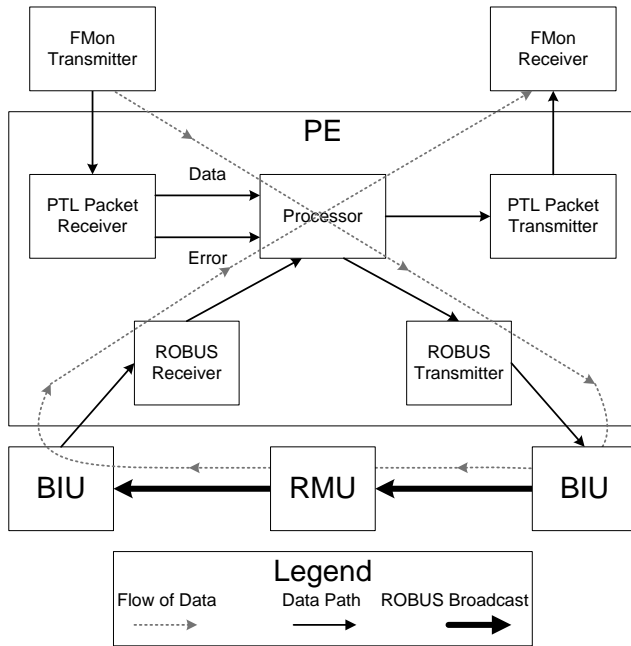 FMon
Transmitter
FMon
Receiver
PE
Data
PTL Packet
Receiver
Processor
PTL Packet
Transmitter
Error
ROBUS
Receiver
ROBUS
Transmitter
BIU
RMU
BIU
Legend
Flow of Data
Data Path
ROBUS Broadcast